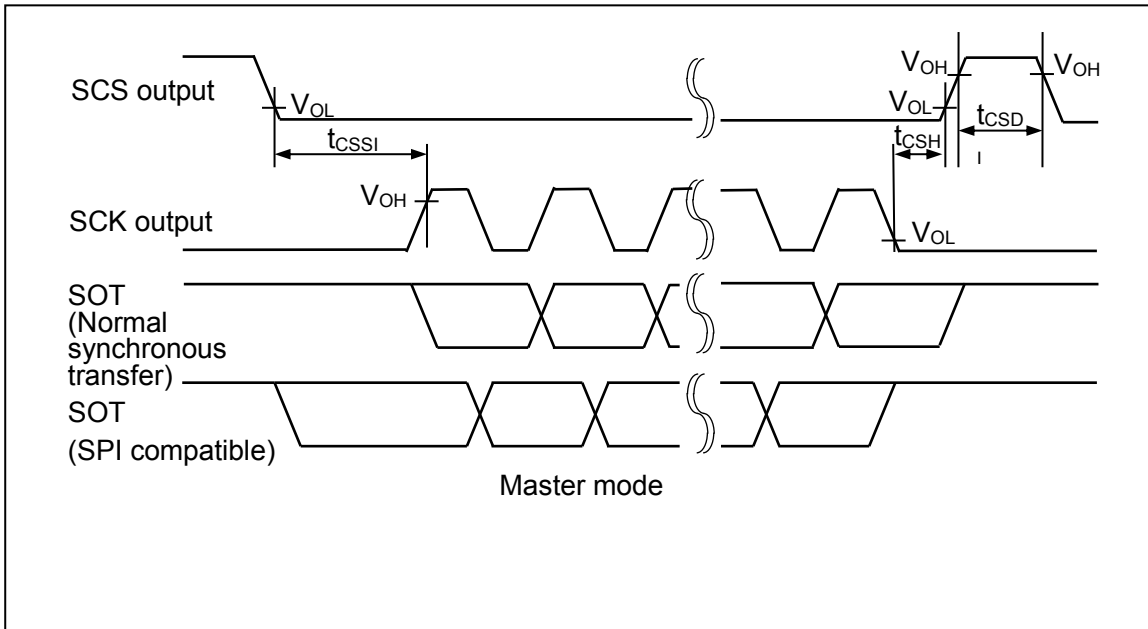 SCS output
VOL
tCSSI
VOH
VOH
VOL
tCSH
tCSD
I
SCK output
VOH
VOL
SOT
(Normal
synchronous
transfer)
SOT
(SPI compatible)
Master mode